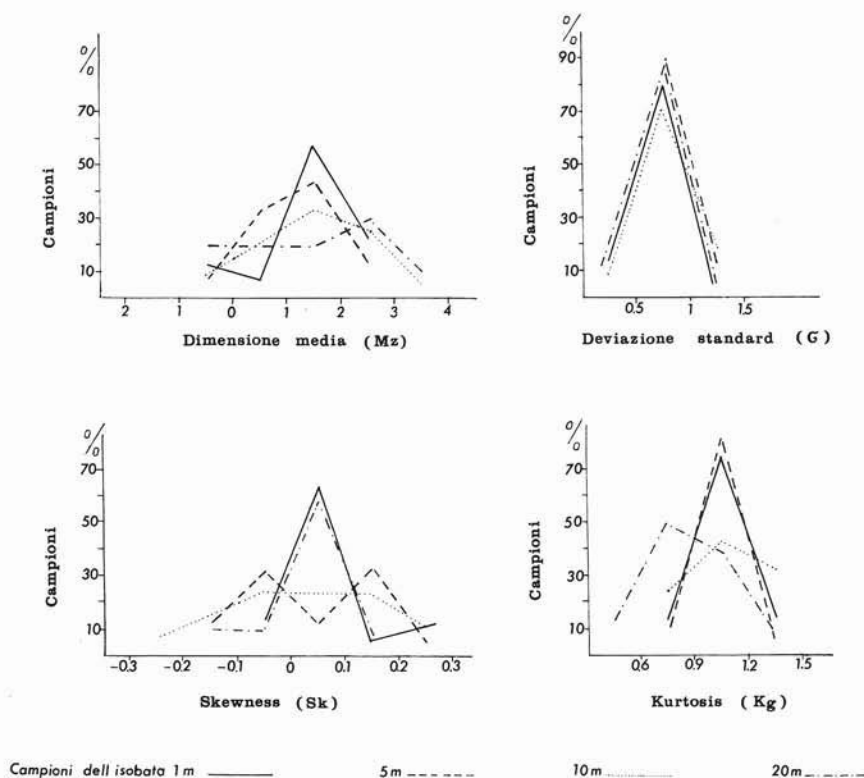 %
70
50
30
10
Campioni
2 1 0 1 2 3 4
Dimensione media (Mz)
%
90
70
50
30
10
Campioni
0.5 1 1.5
Deviazione standard (G)
%
70
50
30
10
Campioni
-0.3 -0.2 -0.1 0 0.1 0.2 0.3
Skewness (Sk)
%
70
50
30
10
Campioni
0.6 0.9 1.2 1.5
Kurtosis (Kg)
Campioni dell isobata 1 m 5 m 10 m 20 m